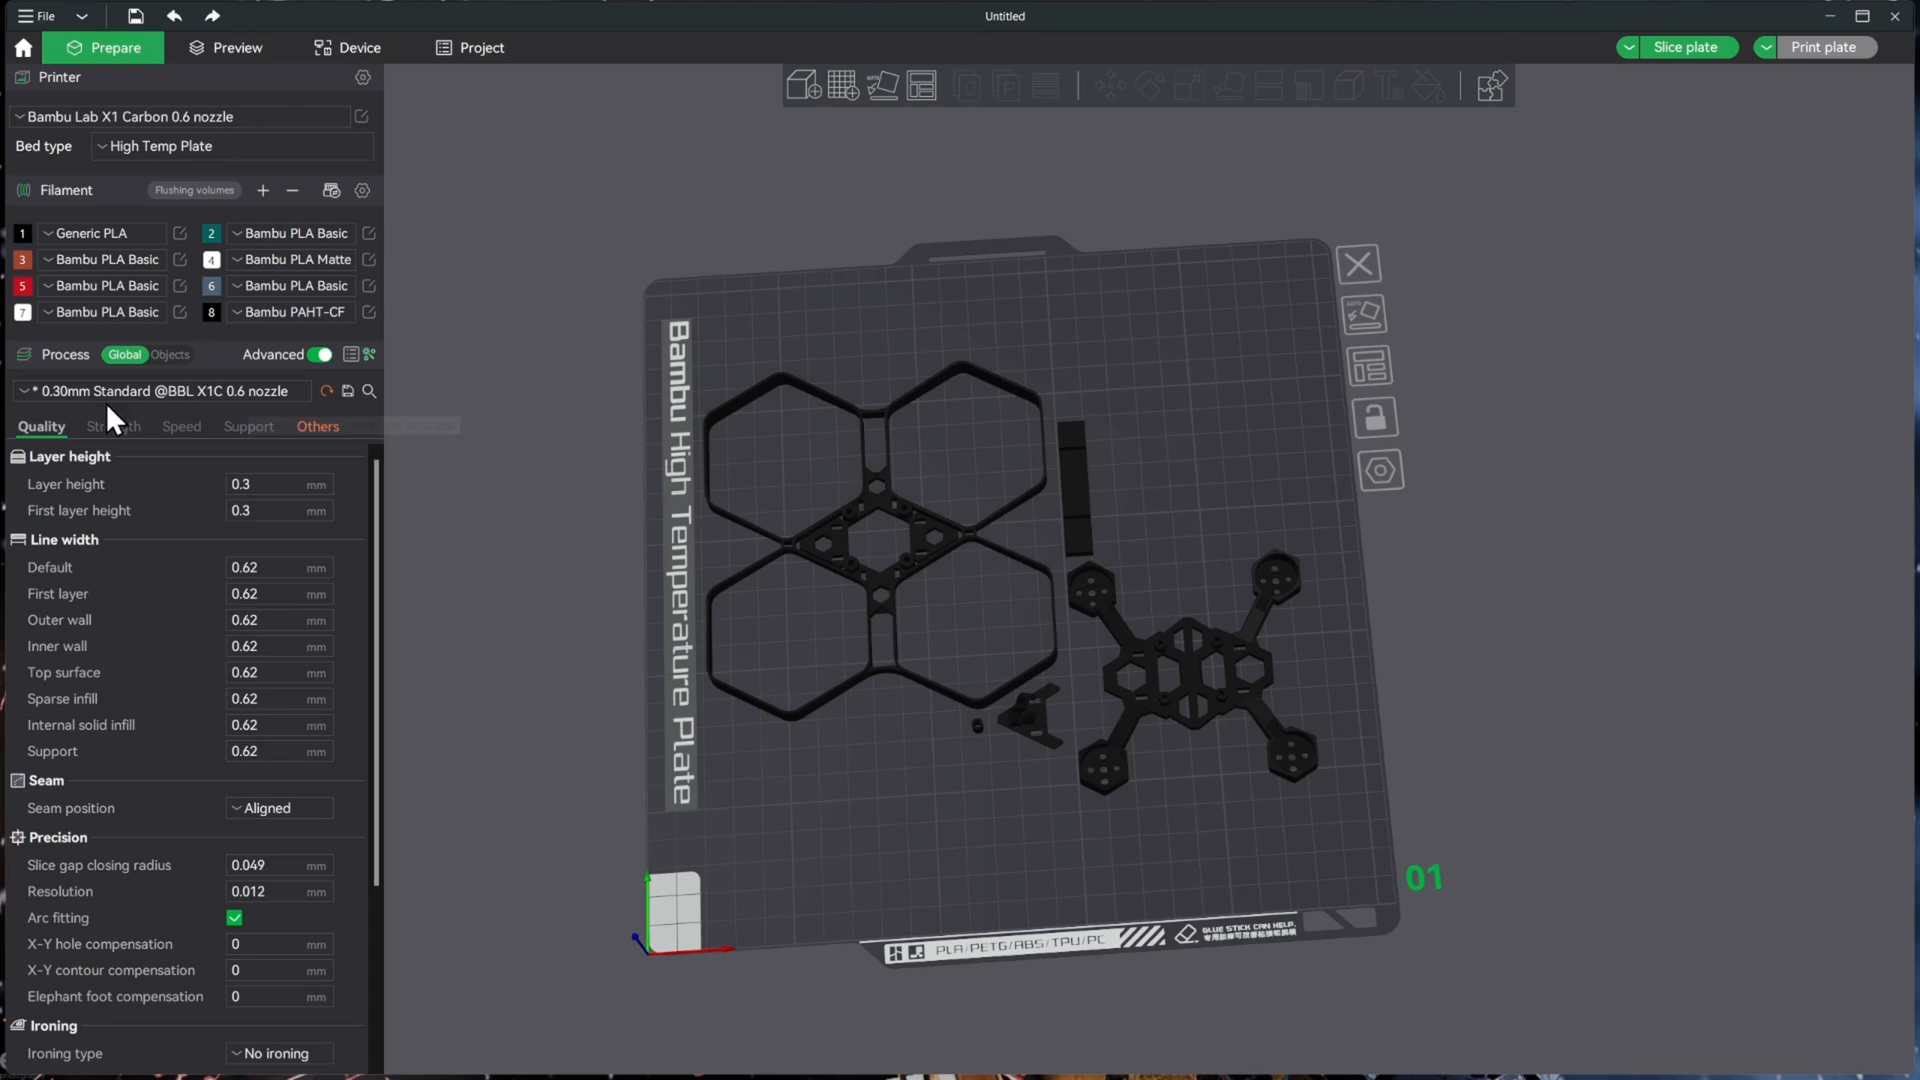 File
Untitled
Prepare
Preview
Device
Project
Slice plate
Print plate
Printer
Bambu Lab X1 Carbon 0.6 nozzle
Bed type
High Temp Plate
Filament
Flushing volumes
1 Generic PLA
2 Bambu PLA Basic
3 Bambu PLA Basic
4 Bambu PLA Matte
5 Bambu PLA Basic
6 Bambu PLA Basic
7 Bambu PLA Basic
8 Bambu PAHT-CF
Process
Global
Objects
Advanced
* 0.30mm Standard @BBL X1C 0.6 nozzle
Quality
Speed
Support
Others
Layer height
Layer height 0.3 mm
First layer height 0.3 mm
Line width
Default 0.62 mm
First layer 0.62 mm
Outer wall 0.62 mm
Inner wall 0.62 mm
Top surface 0.62 mm
Sparse infill 0.62 mm
Internal solid infill 0.62 mm
Support 0.62 mm
Seam
Seam position Aligned
Precision
Slice gap closing radius 0.049 mm
Resolution 0.012 mm
Arc fitting
X-Y hole compensation 0 mm
X-Y contour compensation 0 mm
Elephant foot compensation 0 mm
Ironing
Ironing type No ironing
AUTO
AUTO
Bambu High Temperature Plate
01
PLA/PETG/ABS/TPU/PC
GLUE STICK CAN HELP.